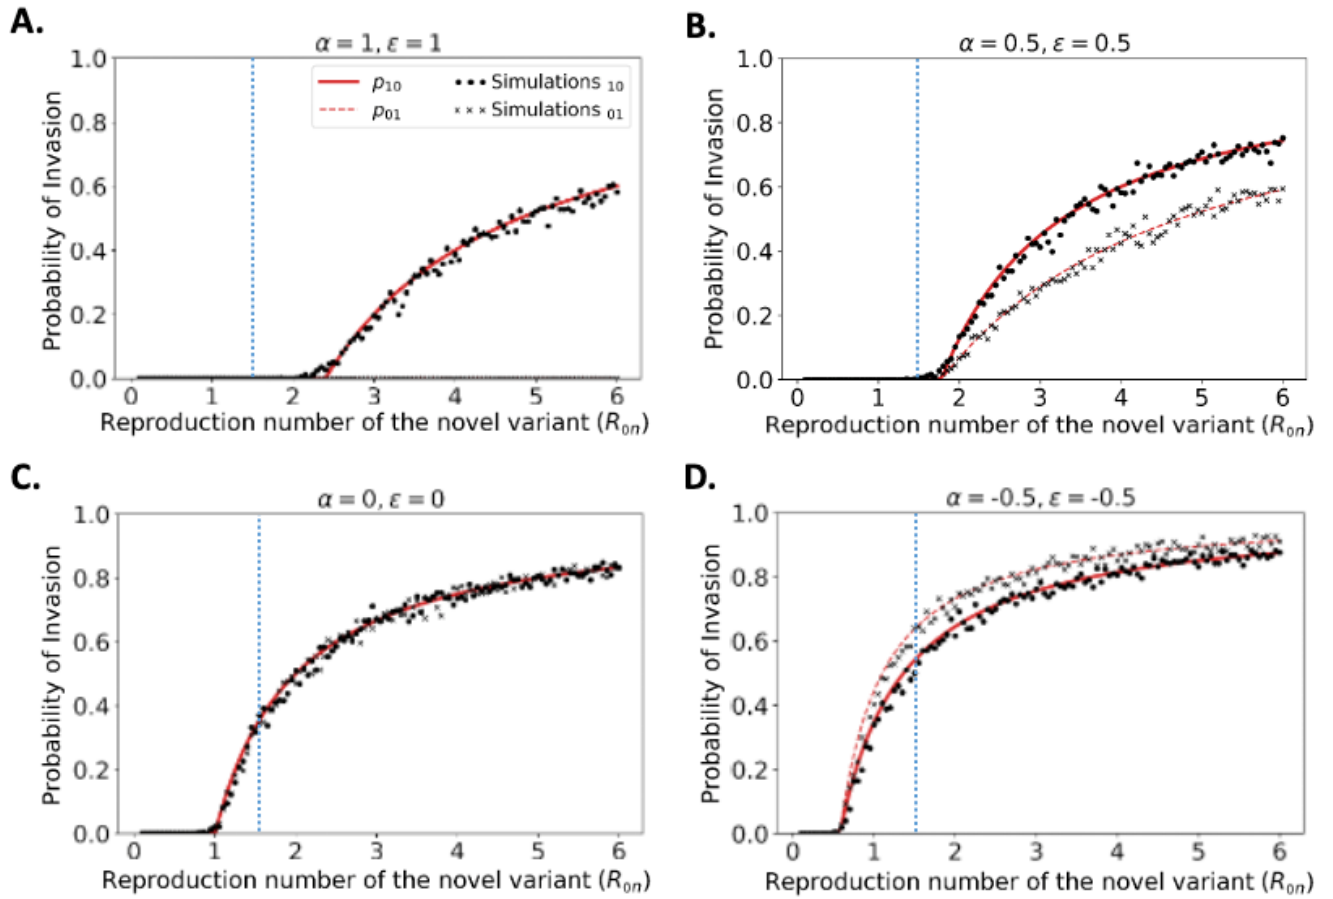 A.
α = 1, ε = 1
Probability of Invasion
1.0
0.8
0.6
0.4
0.2
0.0
p10
p01
Simulations 10
Simulations 01
0 1 2 3 4 5 6
Reproduction number of the novel variant (R0n)
B.
α = 0.5, ε = 0.5
Probability of Invasion
1.0
0.8
0.6
0.4
0.2
0.0
0 1 2 3 4 5 6
Reproduction number of the novel variant (R0n)
C.
α = 0, ε = 0
Probability of Invasion
1.0
0.8
0.6
0.4
0.2
0.0
0 1 2 3 4 5 6
Reproduction number of the novel variant (R0n)
D.
α = -0.5, ε = -0.5
Probability of Invasion
1.0
0.8
0.6
0.4
0.2
0.0
0 1 2 3 4 5 6
Reproduction number of the novel variant (R0n)